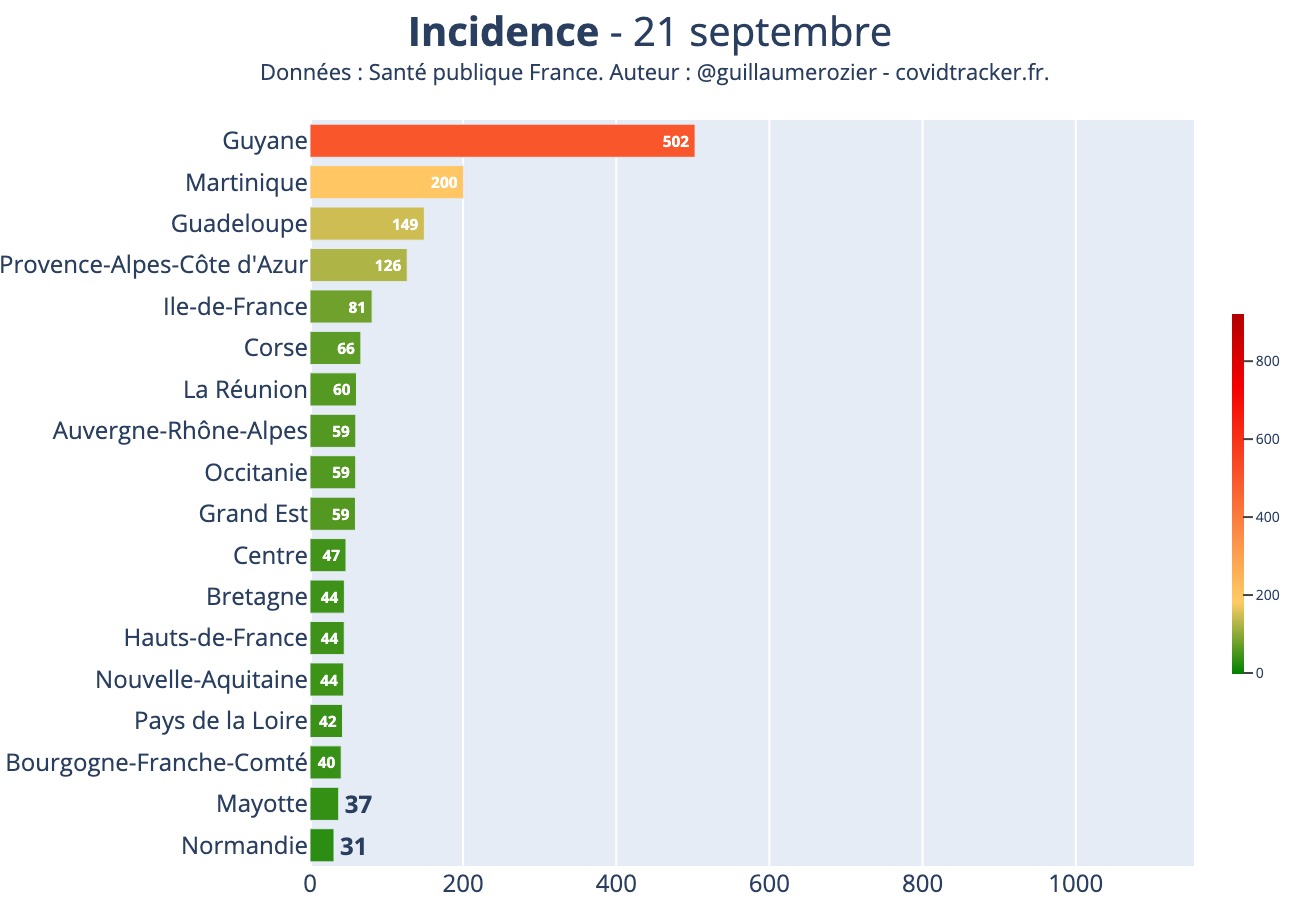 Incidence - 21 septembre
Données : Santé publique France. Auteur : @guillaumerozier - covidtracker.fr.
Guyane 502
Martinique 200
Guadeloupe 149
Provence-Alpes-Côte d'Azur 126
Ile-de-France 81
Corse 66
La Réunion 60
Auvergne-Rhône-Alpes 59
Occitanie 59
Grand Est 59
Centre 47
Bretagne 44
Hauts-de-France 44
Nouvelle-Aquitaine 44
Pays de la Loire 42
Bourgogne-Franche-Comté 40
Mayotte 37
Normandie 31
0 200 400 600 800 1000
800
600
400
200
0